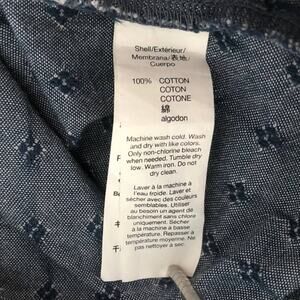 Shell/Extérieur/
Membrana/表地/
Cuerpo
100% COTTON
COTON
COTONE
綿
algodon
Machine wash cold. Wash
and dry with like colors.
Only non-chlorine bleach
when needed. Tumble dry
low. Warm iron. Do not
dry clean.
Laver à la machine à
l'eau froide. Laver et
sécher avec des couleurs
semblables. Utiliser
au besoin un agent de
blanchiment sans chlore
uniquement. Sécher
à la machine à basse
température. Repasser à
température moyenne. Ne
pas nettoyer à sec.